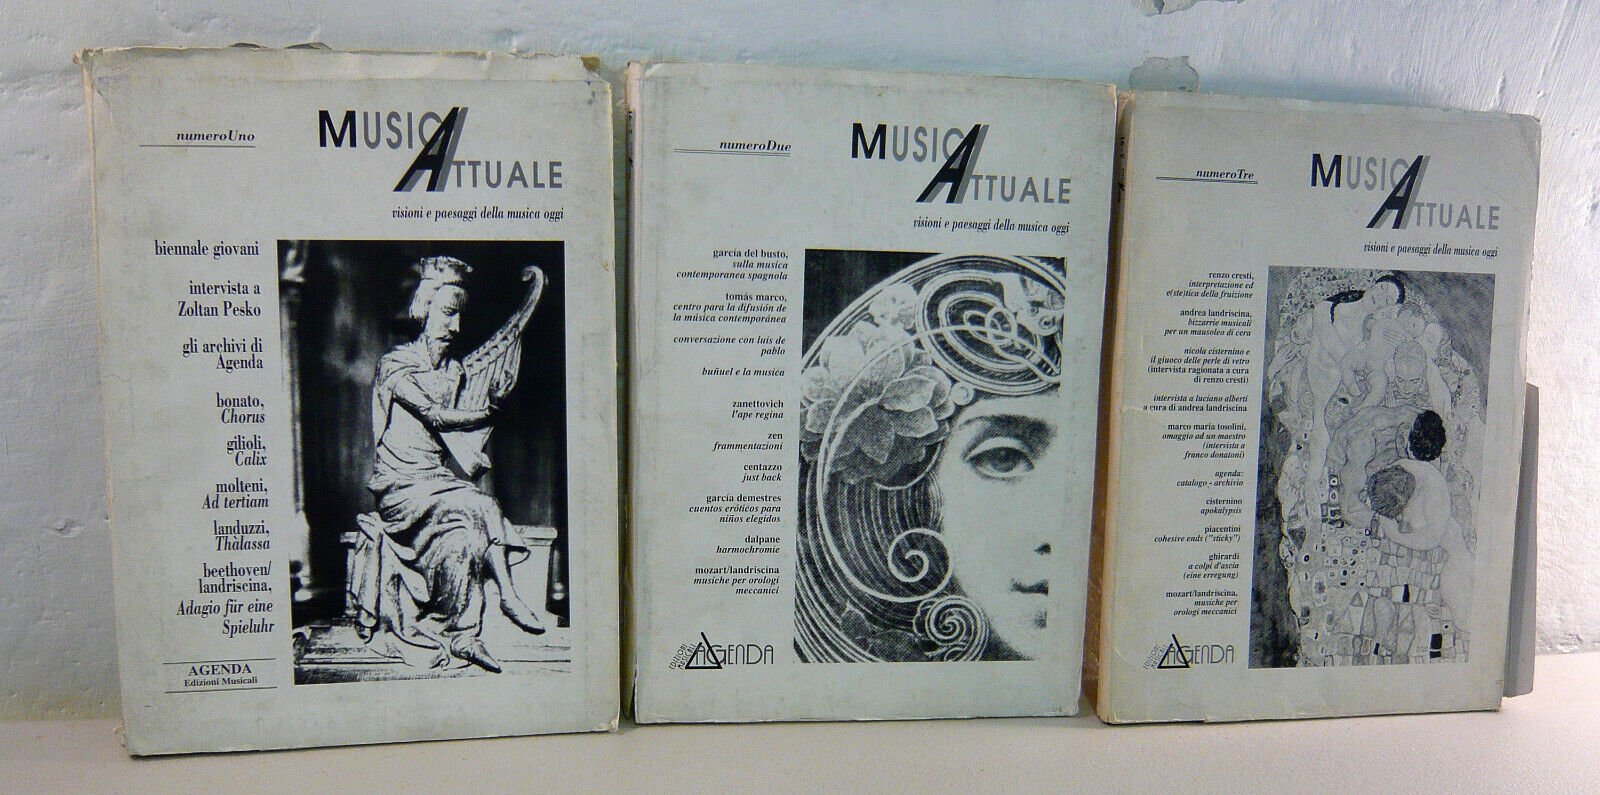 numeroUno
MUSICA
ATTUALE
visioni e paesaggi della musica oggi
biennale giovani
intervista a
Zoltan Pesko
gli archivi di
Agenda
bonato,
Chorus
gilioli,
Calix
molteni,
Ad tertiam
landuzzi,
Thàlassa
beethoven/
landriscina,
Adagio für eine
Spieluhr
AGENDA
Edizioni Musicali
numeroDue
MUSICA
ATTUALE
visioni e paesaggi della musica oggi
garcía del busto,
sulla musica
contemporanea spagnola
tomás marco,
centro para la difusión de
la música contemporánea
conversazione con luis de
pablo
buñuel e la musica
zanettovich
l'ape regina
zen
frammentazioni
centazzo
just back
garcía demestres
cuentos eróticos para
niños elegidos
dalpane
harmochromie
mozart/landriscina
musiche per orologi
meccanici
EDIZIONI
MUSICALI
AGENDA
numeroTre
MUSICA
ATTUALE
visioni e paesaggi della musica oggi
renzo cresti,
interpretazione ed
e(ste)tica della fruizione
andrea landriscina,
bizzarrie musicali
per un mausoleo di cera
nicola cisternino e
il giuoco delle perle di vetro
(intervista ragionata a cura
di renzo cresti)
intervista a luciano alberti
a cura di andrea landriscina
marco maria tosolini,
omaggio ad un maestro
(intervista a
franco donatoni)
agenda:
catalogo - archivio
cisternino
apokalypsis
piacentini
cohesive ends ("sticky")
ghirardi
a colpi d'ascia
(eine erregung)
mozart/landriscina,
musiche per
orologi meccanici
EDIZIONI
MUSICALI
AGENDA